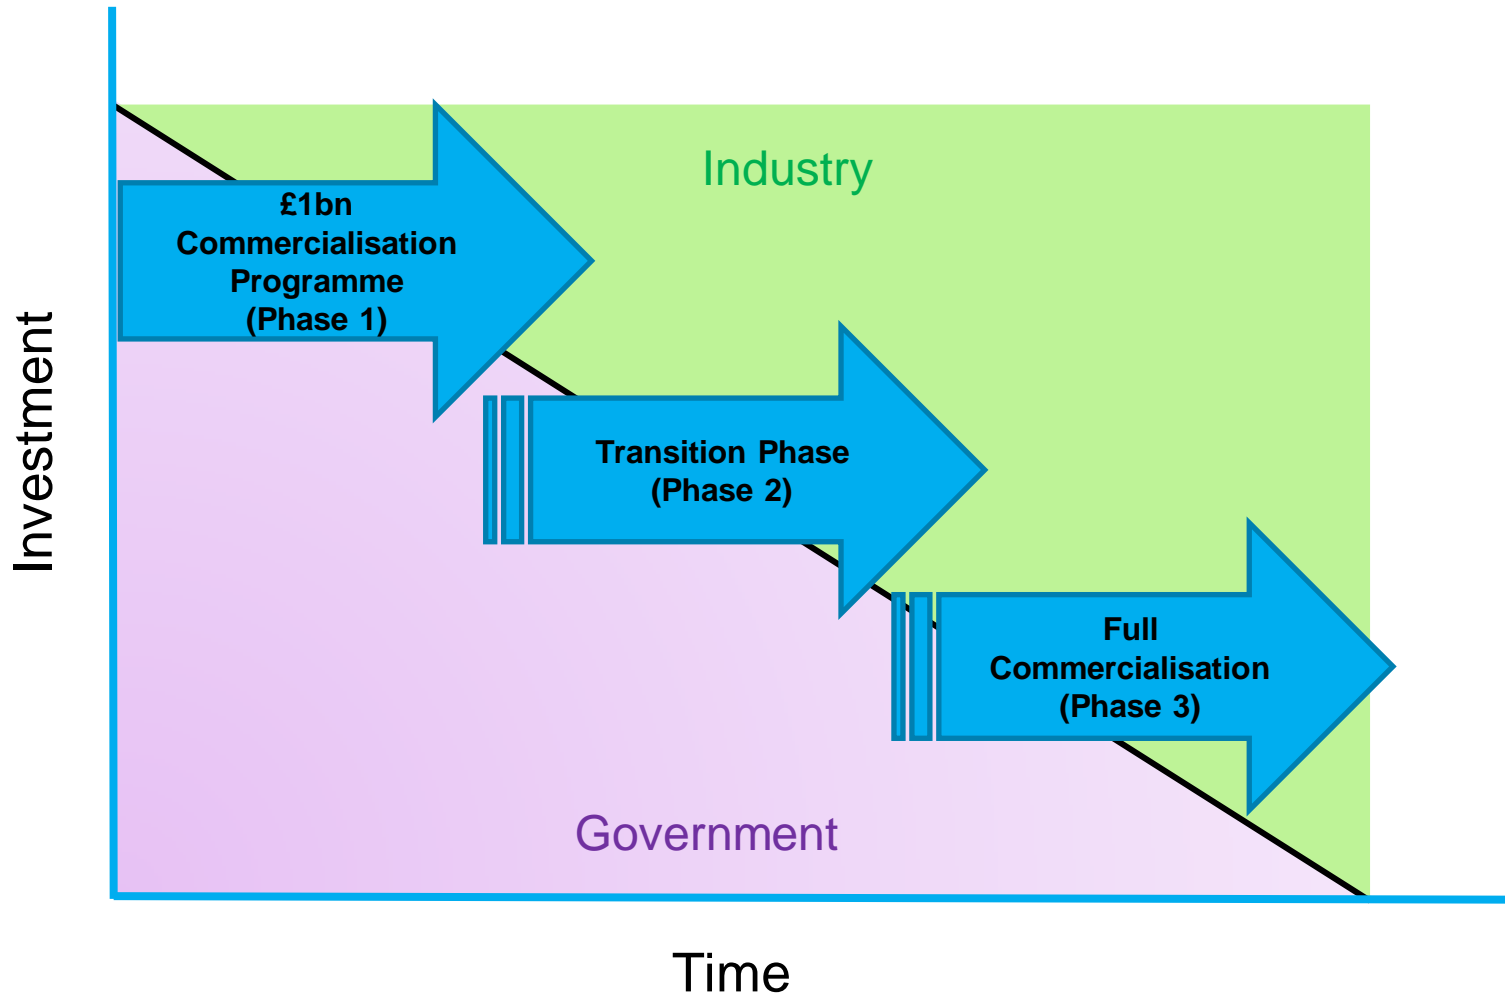 Industry
£1bn
Commercialisation
Programme
(Phase 1)
Investment
Transition Phase
(Phase 2)
Full
Commercialisation
(Phase 3)
Government
Time